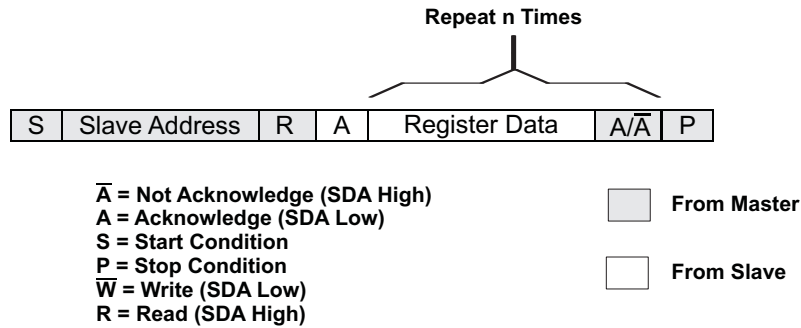 Repeat n Times
S Slave Address R A Register Data A/A̅ P
A̅ = Not Acknowledge (SDA High)
A = Acknowledge (SDA Low)
S = Start Condition
P = Stop Condition
W̅ = Write (SDA Low)
R = Read (SDA High)
From Master
From Slave